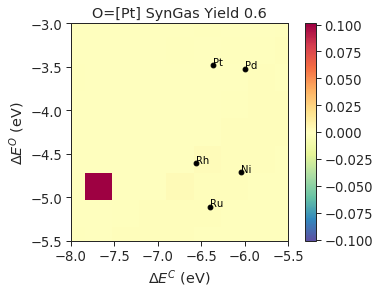 O=[Pt] SynGas Yield 0.6
−3.0
−3.5
−4.0
−4.5
−5.0
−5.5
ΔE^O (eV)
Pt
Pd
Rh
Ni
Ru
−8.0 −7.5 −7.0 −6.5 −6.0 −5.5
ΔE^C (eV)
0.100
0.075
0.050
0.025
0.000
−0.025
−0.050
−0.075
−0.100